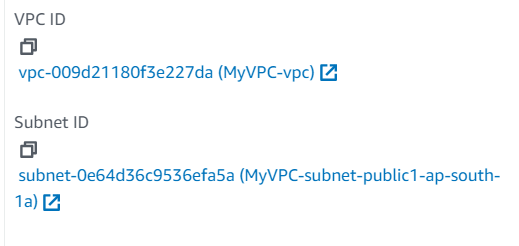 VPC ID
vpc-009d21180f3e227da (MyVPC-vpc)
Subnet ID
subnet-0e64d36c9536efa5a (MyVPC-subnet-public1-ap-south-
1a)